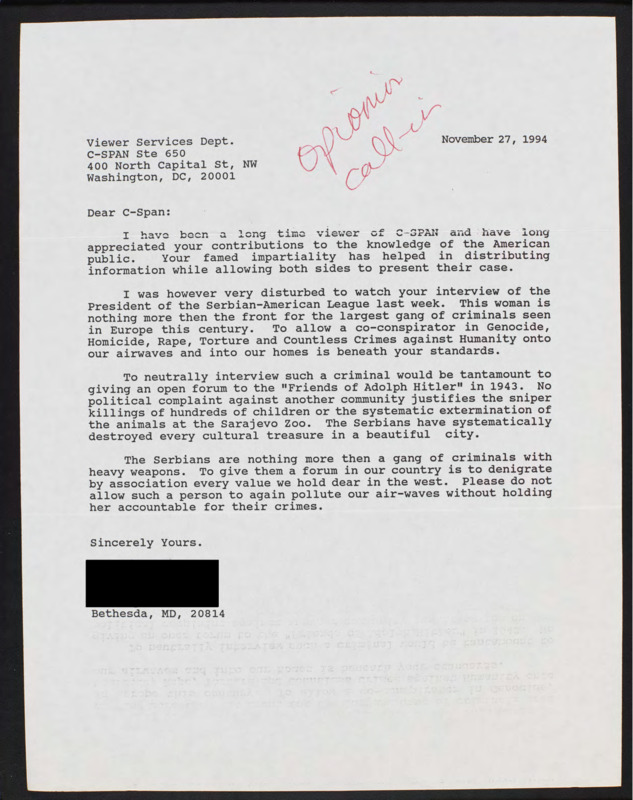 opionin
call-in
Viewer Services Dept.
C-SPAN Ste 650
400 North Capital St, NW
Washington, DC, 20001
November 27, 1994
Dear C-Span:
I have been a long time viewer of C-SPAN and have long
appreciated your contributions to the knowledge of the American
public. Your famed impartiality has helped in distributing
information while allowing both sides to present their case.
I was however very disturbed to watch your interview of the
President of the Serbian-American League last week. This woman is
nothing more then the front for the largest gang of criminals seen
in Europe this century. To allow a co-conspirator in Genocide,
Homicide, Rape, Torture and Countless Crimes against Humanity onto
our airwaves and into our homes is beneath your standards.
To neutrally interview such a criminal would be tantamount to
giving an open forum to the "Friends of Adolph Hitler" in 1943. No
political complaint against another community justifies the sniper
killings of hundreds of children or the systematic extermination of
the animals at the Sarajevo Zoo. The Serbians have systematically
destroyed every cultural treasure in a beautiful city.
The Serbians are nothing more then a gang of criminals with
heavy weapons. To give them a forum in our country is to denigrate
by association every value we hold dear in the west. Please do not
allow such a person to again pollute our air-waves without holding
her accountable for their crimes.
Sincerely Yours.
Bethesda, MD, 20814